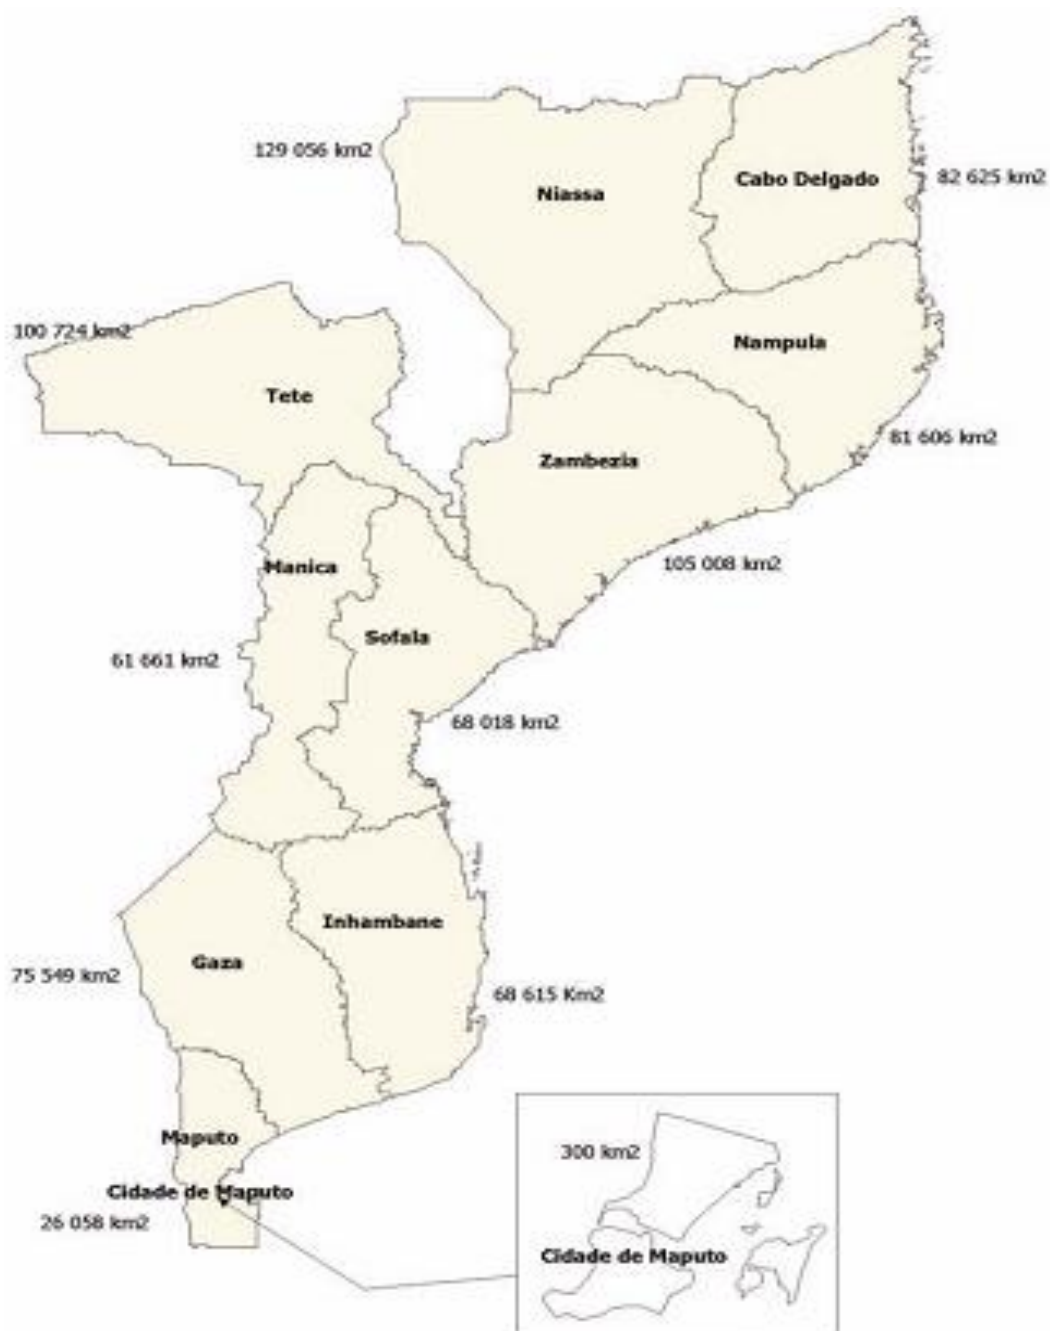 129 056 km2
Niassa
Cabo Delgado
82 625 km2
100 724 km2
Tete
Nampula
81 606 km2
Zambezia
105 008 km2
Manica
Sofala
61 661 km2
68 018 km2
Inhambane
Gaza
75 549 km2
68 615 Km2
Maputo
Cidade de Maputo
26 058 km2
300 km2
Cidade de Maputo